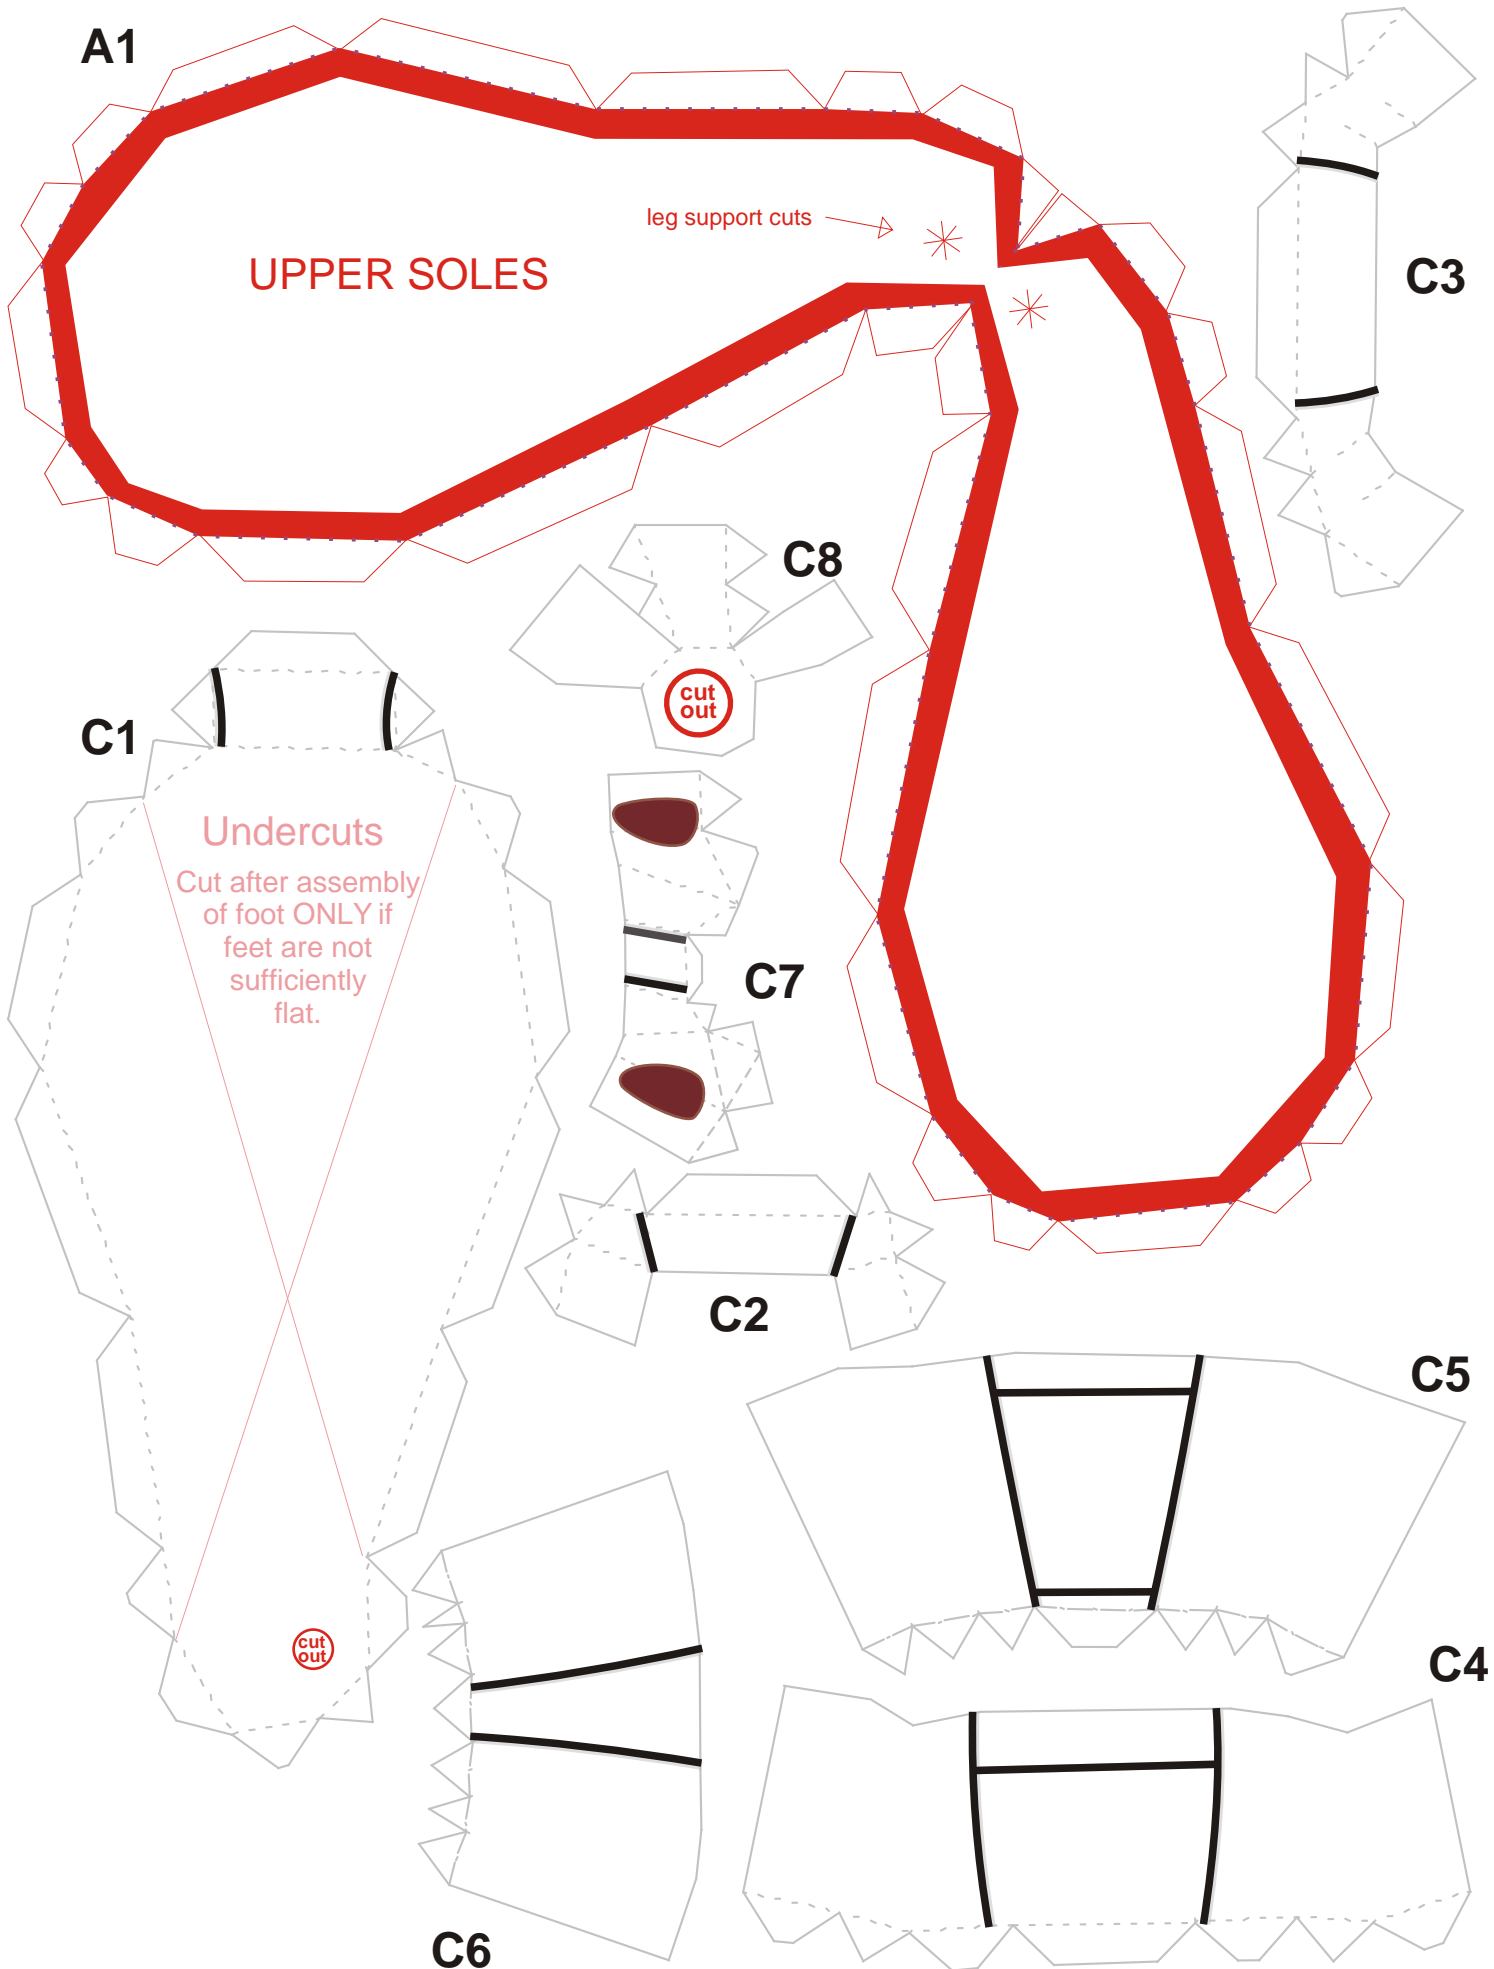 A1
leg support cuts
UPPER SOLES
C3
C8
cut
out
C1
Undercuts
Cut after assembly
of foot ONLY if
feet are not
sufficiently
flat.
C7
C2
C5
cut
out
C4
C6